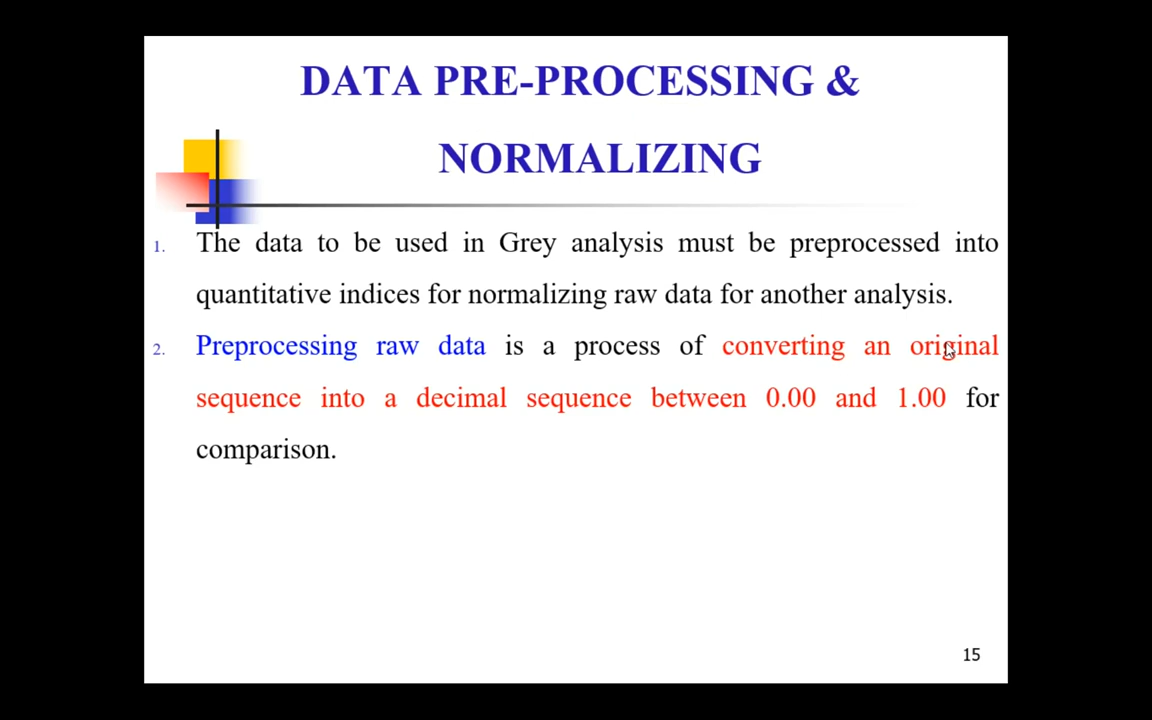 DATA PRE-PROCESSING &
NORMALIZING
1. The data to be used in Grey analysis must be preprocessed into
quantitative indices for normalizing raw data for another analysis.
2. Preprocessing raw data is a process of converting an original
sequence into a decimal sequence between 0.00 and 1.00 for
comparison.
15